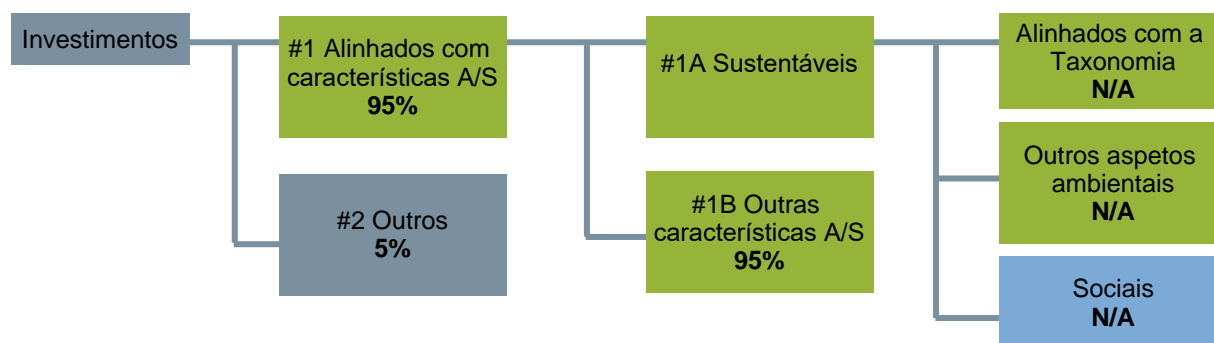 Investimentos
#1 Alinhados com
características A/S
95%
#2 Outros
5%
#1A Sustentáveis
#1B Outras
características A/S
95%
Alinhados com a
Taxonomia
N/A
Outros aspetos
ambientais
N/A
Sociais
N/A